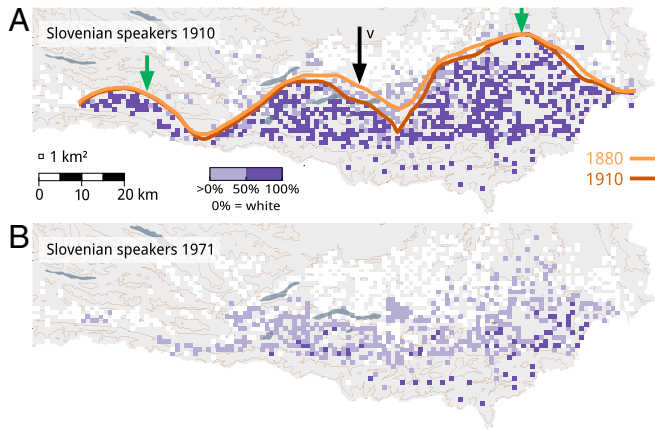 A
Slovenian speakers 1910
v
1 km²
0 10 20 km
>0% 50% 100%
0% = white
1880
1910
B
Slovenian speakers 1971